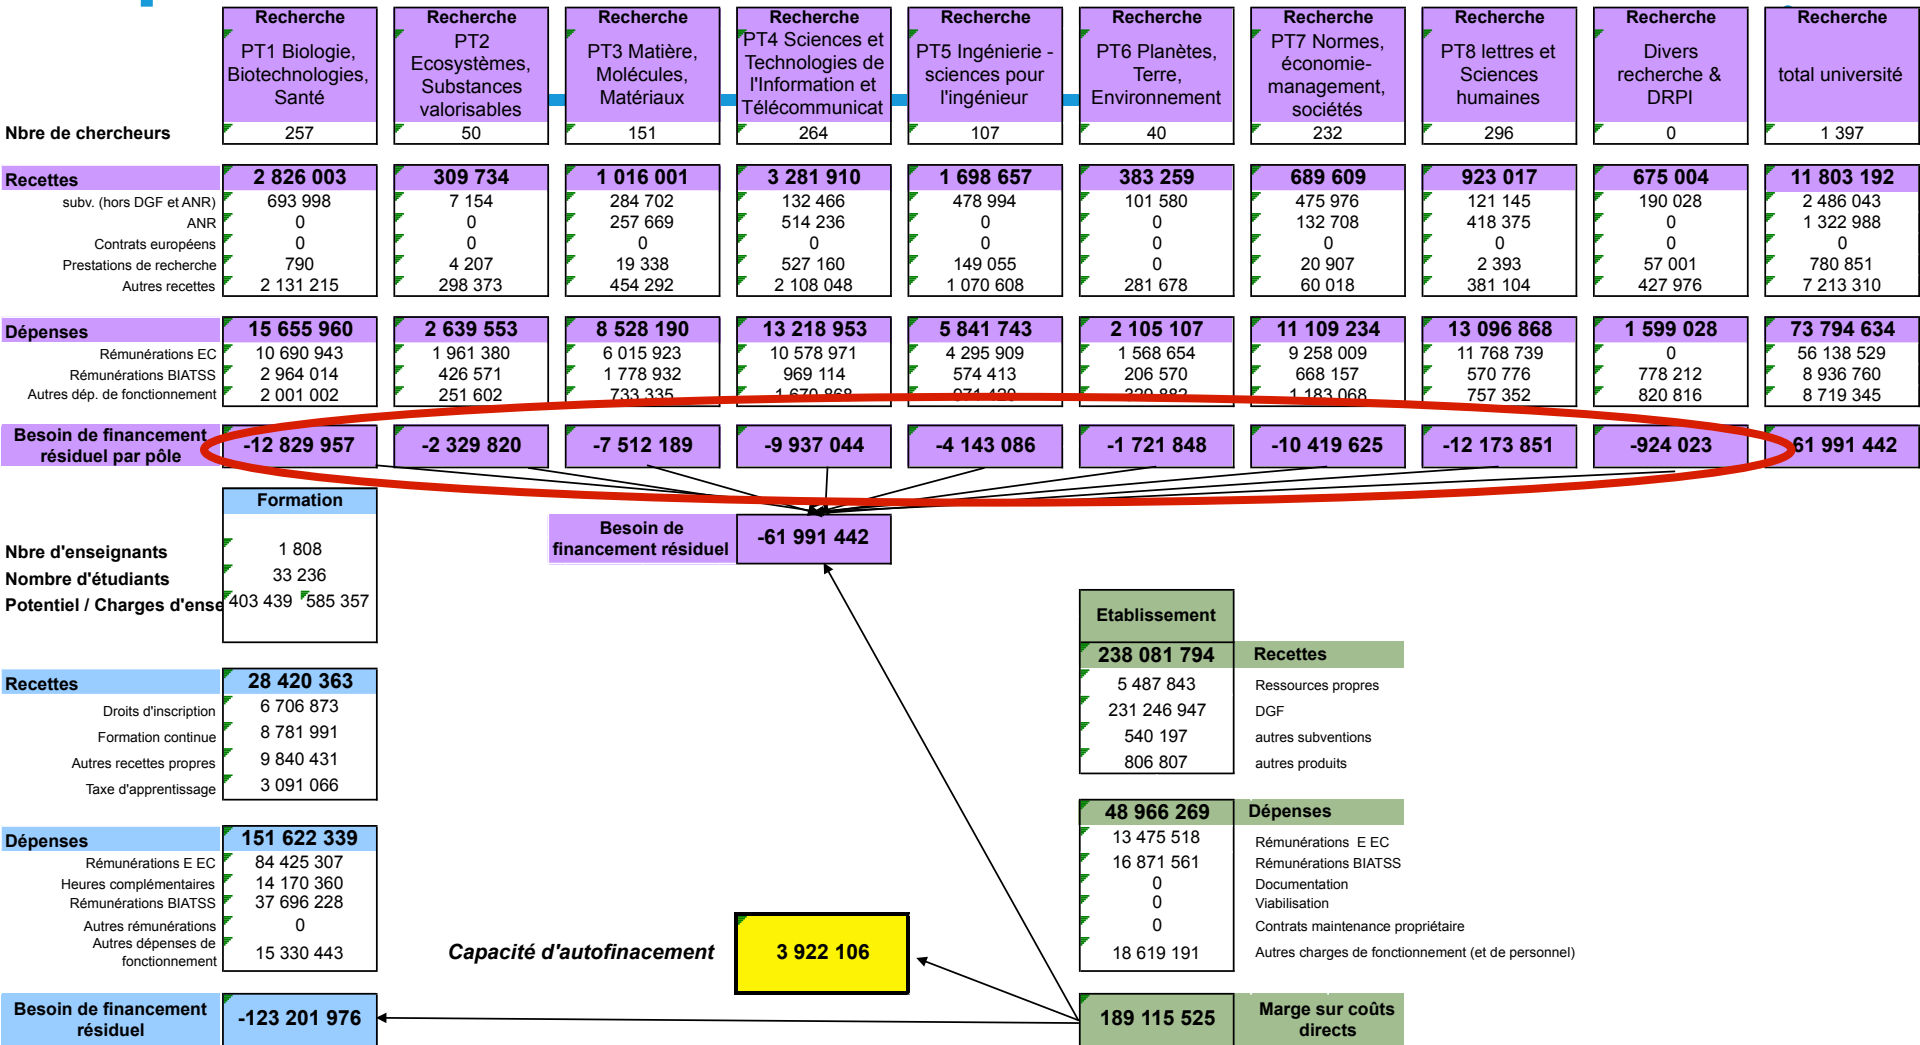 Recherche Recherche Recherche Recherche Recherche Recherche Recherche Recherche Recherche Recherche
PT1 Biologie,
Biotechnologies,
Santé
PT2
Ecosystèmes,
Substances
valorisables
PT3 Matière,
Molécules,
Matériaux
PT4 Sciences et
Technologies de
l'Information et
Télécommunicat
PT5 Ingénierie -
sciences pour
l'ingénieur
PT6 Planètes,
Terre,
Environnement
PT7 Normes,
économie-
management,
sociétés
PT8 lettres et
Sciences
humaines
Divers
recherche &
DRPI
total université
Nbre de chercheurs 257 50 151 264 107 40 232 296 0 1 397
Recettes 2 826 003 309 734 1 016 001 3 281 910 1 698 657 383 259 689 609 923 017 675 004 11 803 192
subv. (hors DGF et ANR) 693 998 7 154 284 702 132 466 478 994 101 580 475 976 121 145 190 028 2 486 043
ANR 0 0 257 669 514 236 0 0 132 708 418 375 0 1 322 988
Contrats européens 0 0 0 0 0 0 0 0 0 0
Prestations de recherche 790 4 207 19 338 527 160 149 055 0 20 907 2 393 57 001 780 851
Autres recettes 2 131 215 298 373 454 292 2 108 048 1 070 608 281 678 60 018 381 104 427 976 7 213 310
Dépenses 15 655 960 2 639 553 8 528 190 13 218 953 5 841 743 2 105 107 11 109 234 13 096 868 1 599 028 73 794 634
Rémunérations EC 10 690 943 1 961 380 6 015 923 10 578 971 4 295 909 1 568 654 9 258 009 11 768 739 0 56 138 529
Rémunérations BIATSS 2 964 014 426 571 1 778 932 969 114 574 413 206 570 668 157 570 776 778 212 8 936 760
Autres dép. de fonctionnement 2 001 002 251 602 733 335 1 670 868 971 420 329 882 1 183 068 757 352 820 816 8 719 345
Besoin de financement
résiduel par pôle
-12 829 957 -2 329 820 -7 512 189 -9 937 044 -4 143 086 -1 721 848 -10 419 625 -12 173 851 -924 023 61 991 442
Besoin de
financement résiduel
-61 991 442
Formation
Nbre d'enseignants 1 808
Nombre d'étudiants 33 236
Potentiel / Charges d'ense 403 439 585 357
Recettes 28 420 363
Droits d'inscription 6 706 873
Formation continue 8 781 991
Autres recettes propres 9 840 431
Taxe d'apprentissage 3 091 066
Dépenses 151 622 339
Rémunérations E EC 84 425 307
Heures complémentaires 14 170 360
Rémunérations BIATSS 37 696 228
Autres rémunérations 0
Autres dépenses de
fonctionnement
15 330 443
Besoin de financement
résiduel
-123 201 976
Capacité d'autofinacement 3 922 106
Etablissement
238 081 794 Recettes
5 487 843 Ressources propres
231 246 947 DGF
540 197 autres subventions
806 807 autres produits
48 966 269 Dépenses
13 475 518 Rémunérations E EC
16 871 561 Rémunérations BIATSS
0 Documentation
0 Viabilisation
0 Contrats maintenance propriétaire
18 619 191 Autres charges de fonctionnement (et de personnel)
189 115 525
Marge sur coûts
directs